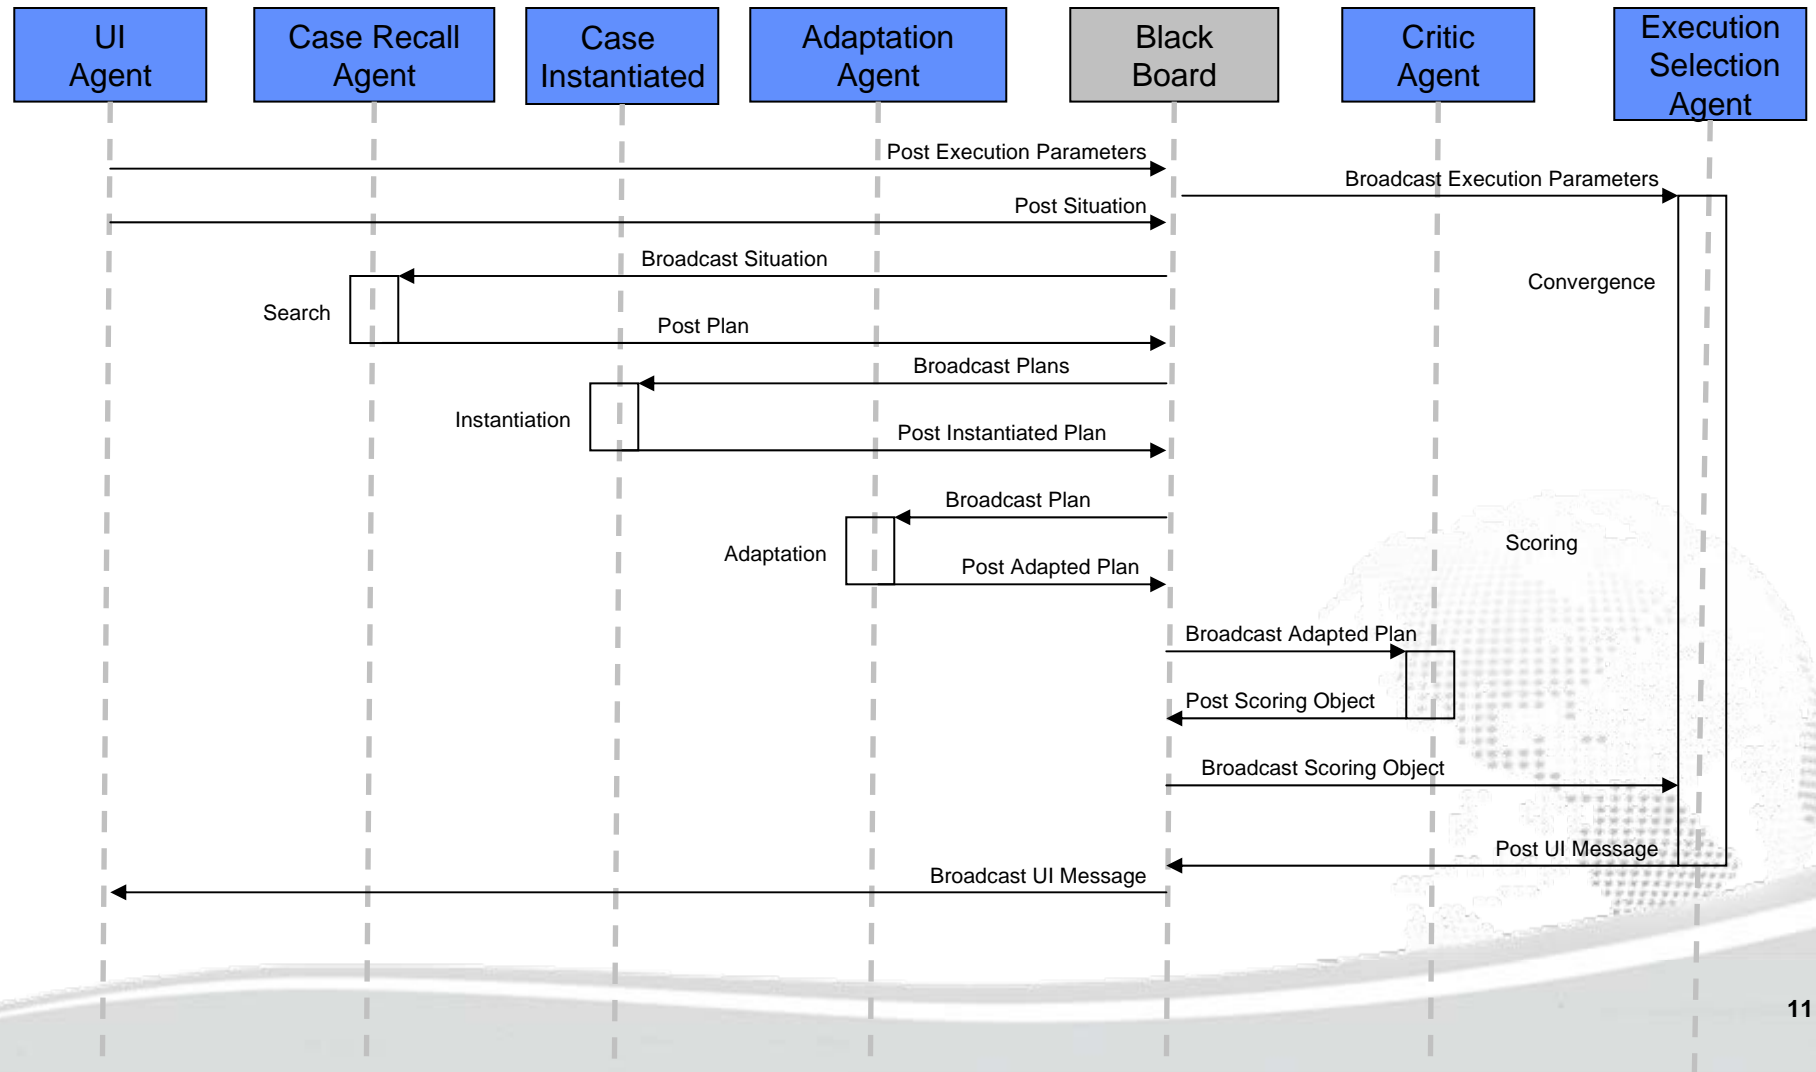 UI
Agent
Case Recall
Agent
Case
Instantiated
Adaptation
Agent
Black
Board
Critic
Agent
Execution
Selection
Agent
Post Execution Parameters
Broadcast Execution Parameters
Post Situation
Broadcast Situation
Convergence
Search
Post Plan
Broadcast Plans
Instantiation
Post Instantiated Plan
Broadcast Plan
Scoring
Adaptation
Post Adapted Plan
Broadcast Adapted Plan
Post Scoring Object
Broadcast Scoring Object
Post UI Message
Broadcast UI Message
11